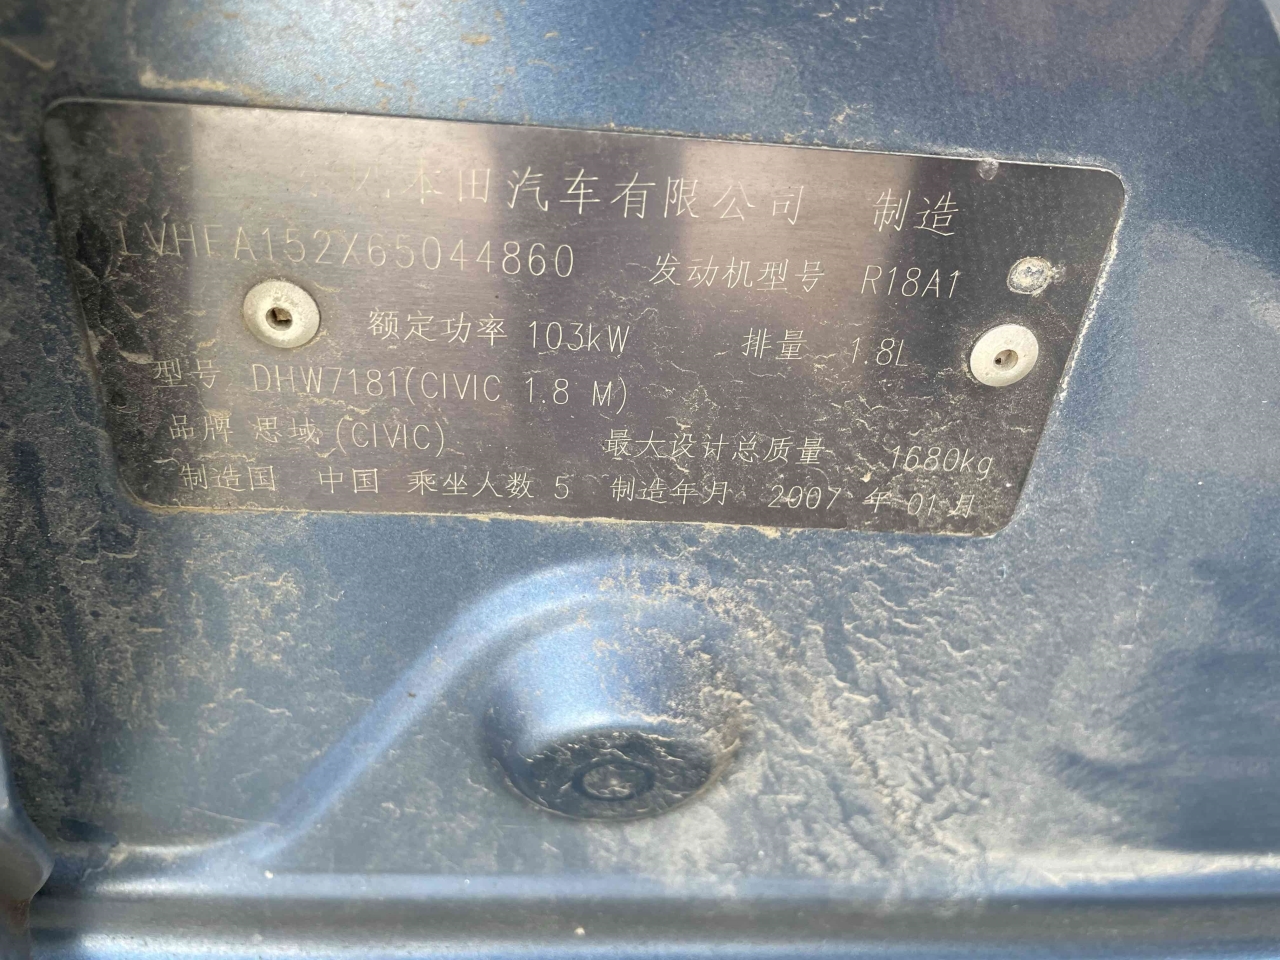 本田汽车有限公司 制造
LVHFA152X65044860 发动机型号 R18A1
额定功率 103kW 排量 1.8L
型号 DHW7181(CIVIC 1.8 M)
品牌 思域(CIVIC) 最大设计总质量 1680kg
制造国 中国 乘坐人数 5 制造年月 2007 年 01 月